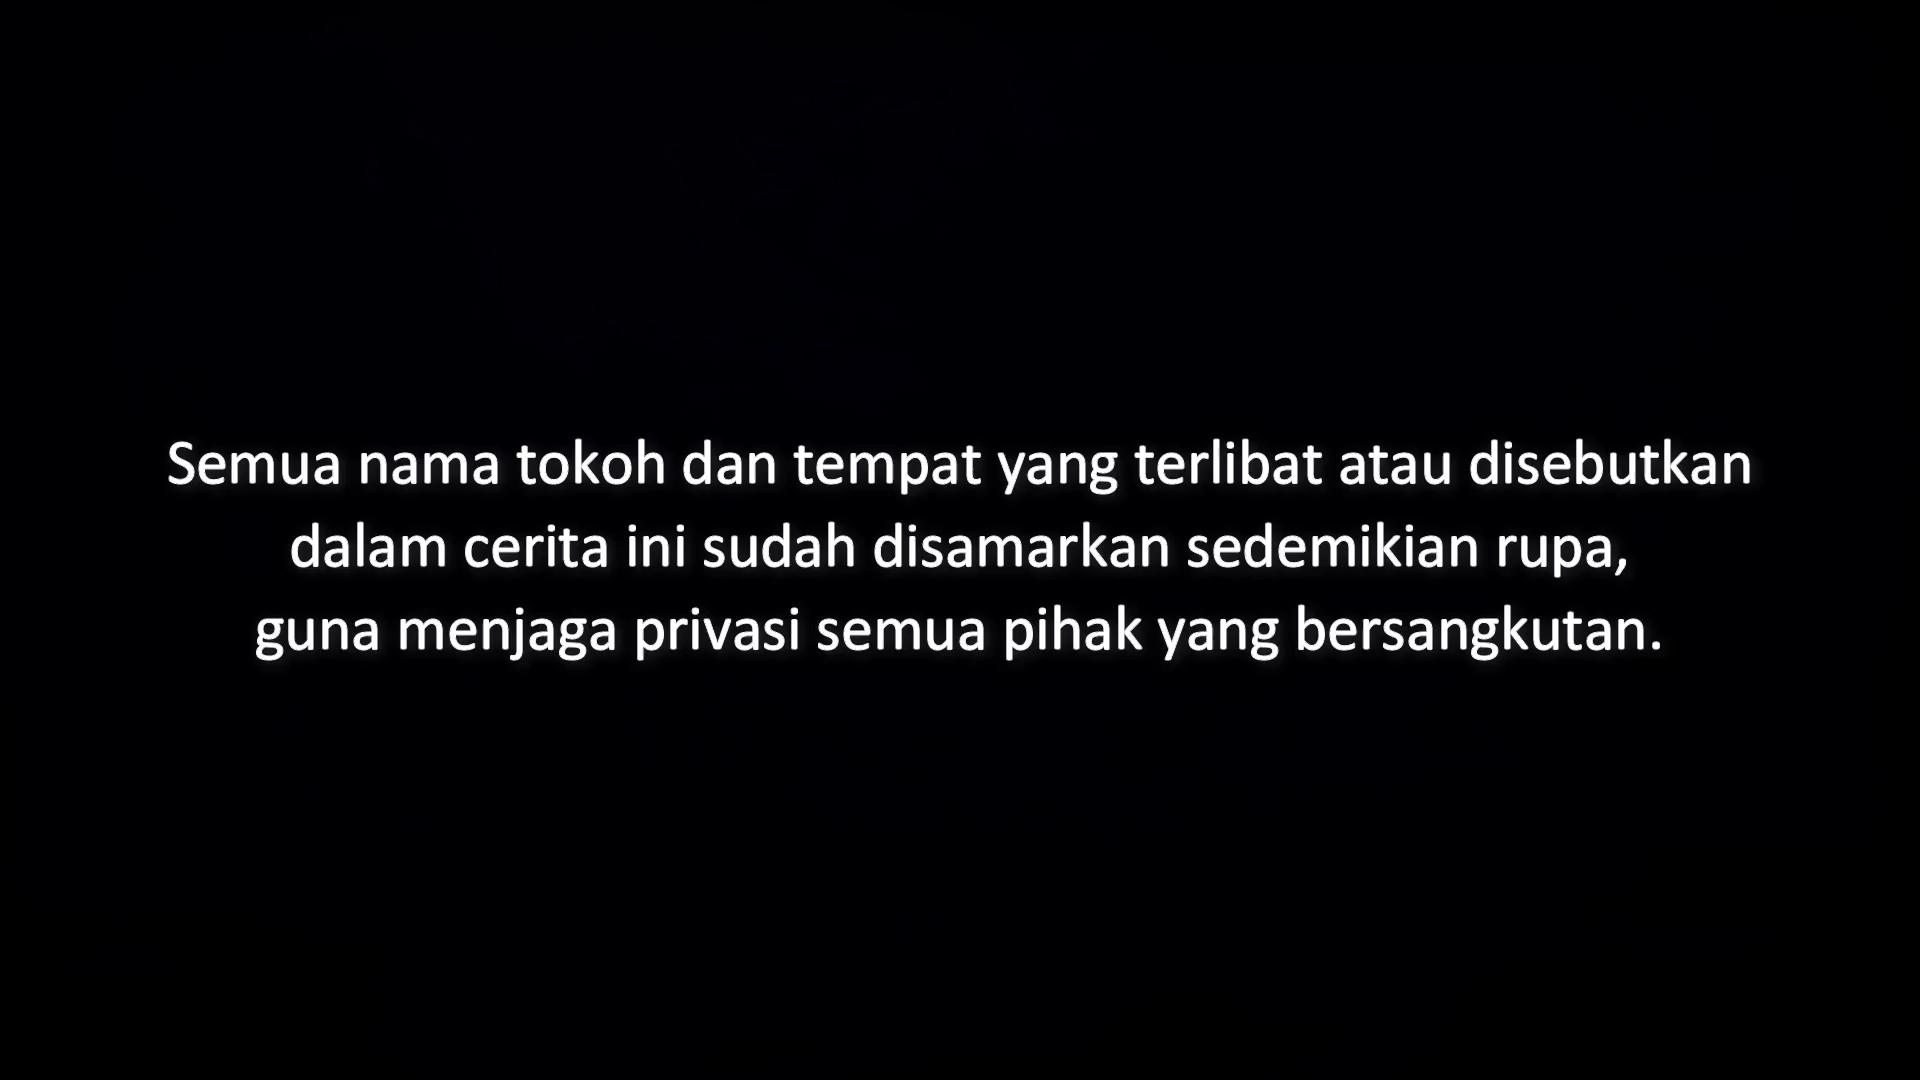 Semua nama tokoh dan tempat yang terlibat atau disebutkan
dalam cerita ini sudah disamarkan sedemikian rupa,
guna menjaga privasi semua pihak yang bersangkutan.